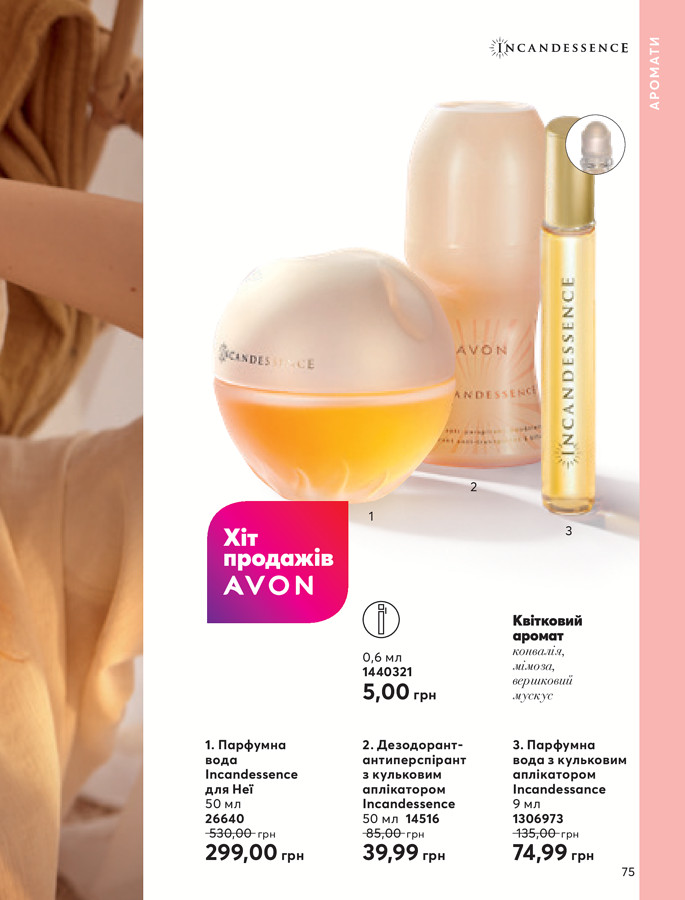 INCANDESSENCE
АРОМАТИ
INCANDESSENCE
AVON
INCANDESSENCE
1
2
3
Хіт
продажів
AVON
0,6 мл
1440321
5,00 грн
Квітковий
аромат
конвалія,
мімоза,
вершковий
мускус
1. Парфумна
вода
Incandessence
для Неї
50 мл
26640
530,00 грн
299,00 грн
2. Дезодорант-
антиперспірант
з кульковим
аплікатором
Incandessence
50 мл 14516
85,00 грн
39,99 грн
3. Парфумна
вода з кульковим
аплікатором
Incandessance
9 мл
1306973
135,00 грн
74,99 грн
75